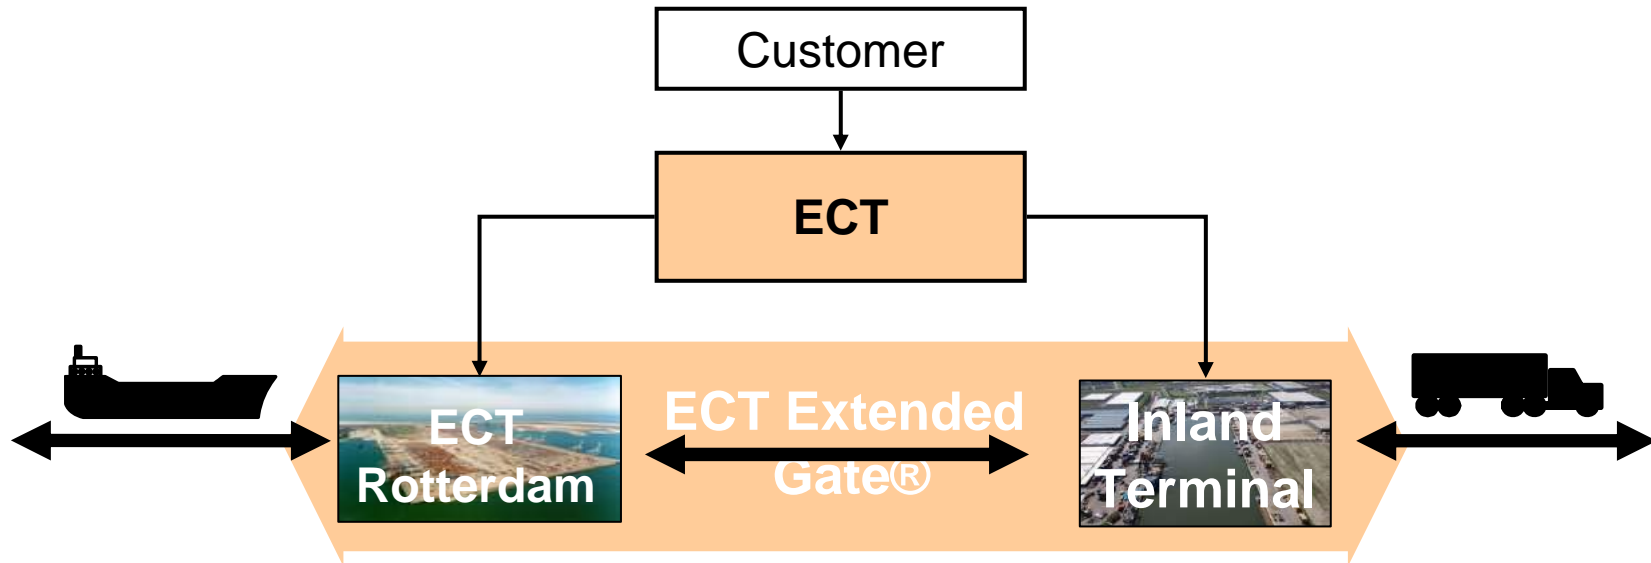 Customer
ECT
ECT
Rotterdam
ECT Extended
Gate®
Inland
Terminal